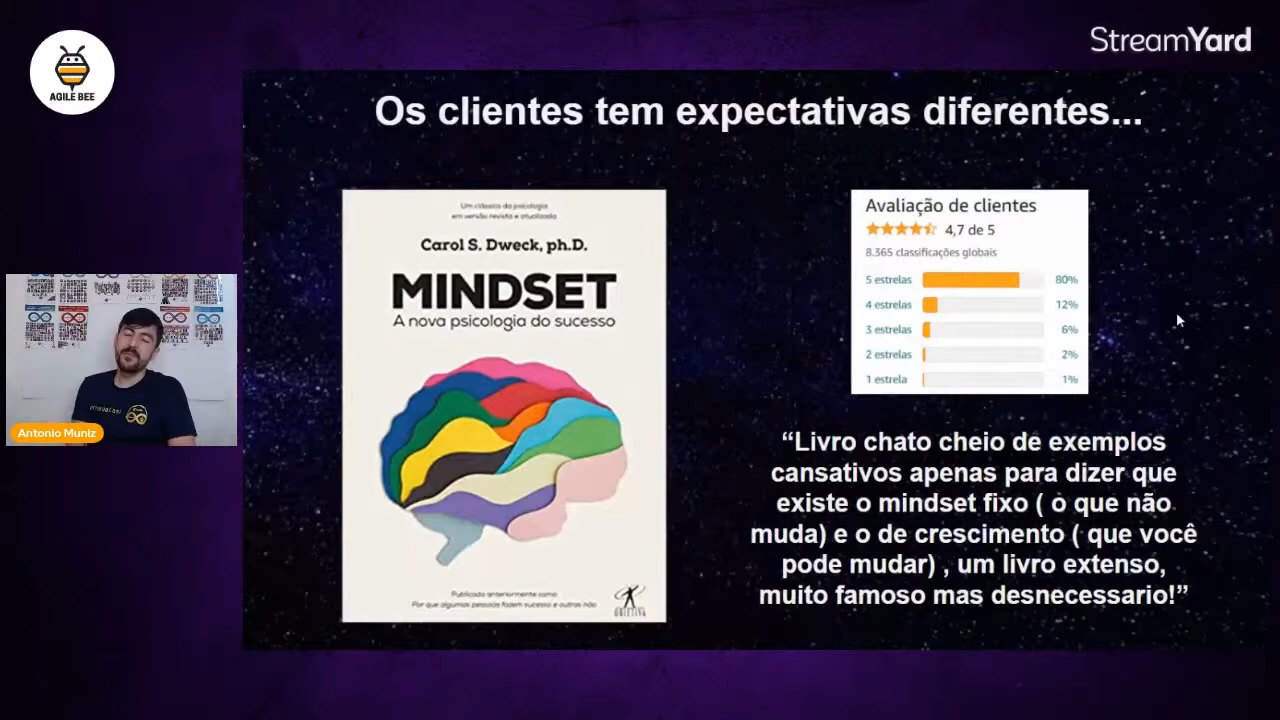 AGILE BEE
StreamYard
Os clientes tem expectativas diferentes...
Um clássico da psicologia
em versão revista e atualizada
Carol S. Dweck, ph.D.
MINDSET
A nova psicologia do sucesso
Publicado anteriormente como
Por que algumas pessoas fazem sucesso e outras não
OBJETIVA
Avaliação de clientes
4,7 de 5
8.365 classificações globais
5 estrelas 80%
4 estrelas 12%
3 estrelas 6%
2 estrelas 2%
1 estrela 1%
“Livro chato cheio de exemplos
cansativos apenas para dizer que
existe o mindset fixo ( o que não
muda) e o de crescimento ( que você
pode mudar) , um livro extenso,
muito famoso mas desnecessario!”
Antonio Muniz